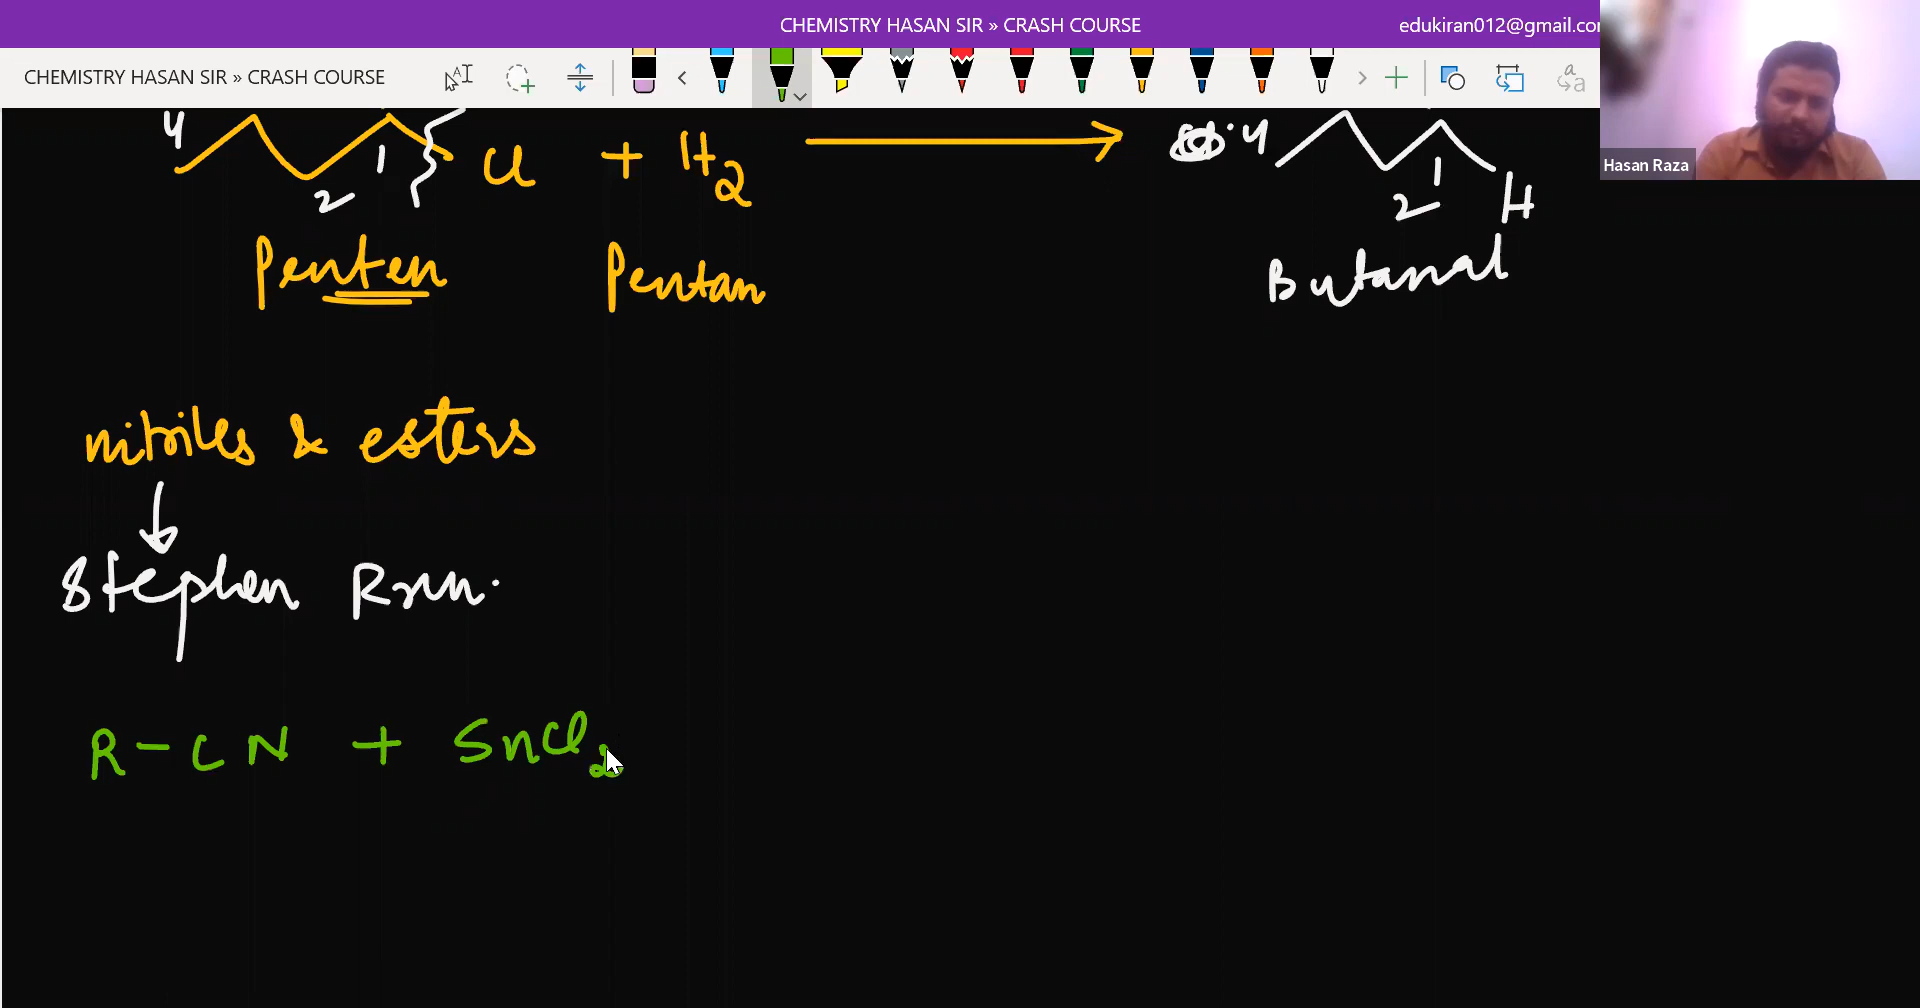 CHEMISTRY HASAN SIR » CRASH COURSE
edukiran012@gmail.co
CHEMISTRY HASAN SIR » CRASH COURSE
Hasan Raza
4 2 1 Cl + H2 4 2 1 H
Penten Pentan Butanal
nitriles & esters
Stephen Rxn.
R-CN + SnCl2